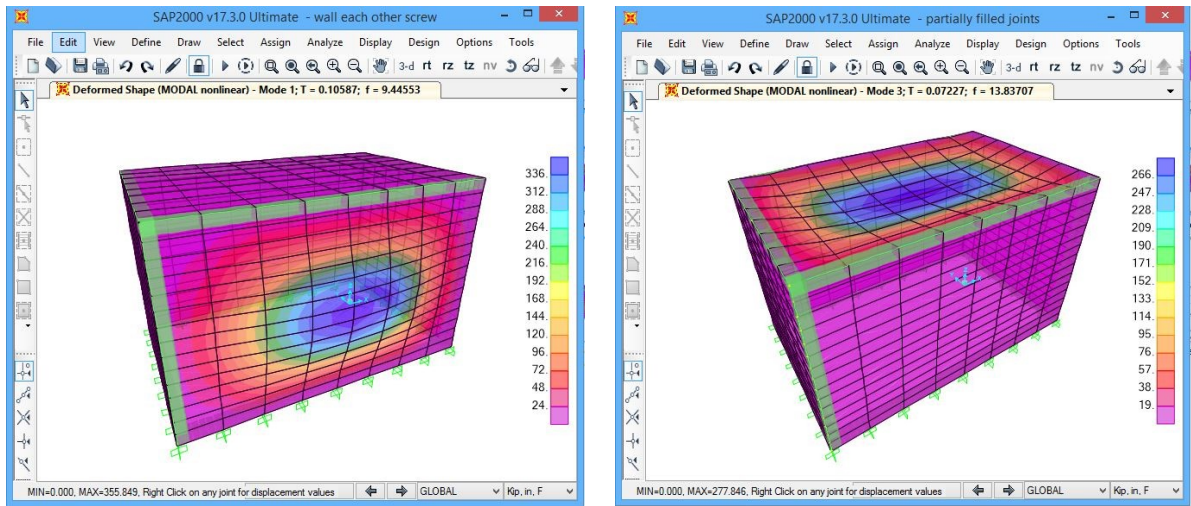 SAP2000 v17.3.0 Ultimate - wall each other screw
File Edit View Define Draw Select Assign Analyze Display Design Options Tools
3-d rt rz tz nv
Deformed Shape (MODAL nonlinear) - Mode 1; T = 0.10587; f = 9.44553
336.
312.
288.
264.
240.
216.
192.
168.
144.
120.
96.
72.
48.
24.
MIN=0.000, MAX=355.849, Right Click on any joint for displacement values GLOBAL Kip, in, F
SAP2000 v17.3.0 Ultimate - partially filled joints
File Edit View Define Draw Select Assign Analyze Display Design Options Tools
3-d rt rz tz nv
Deformed Shape (MODAL nonlinear) - Mode 3; T = 0.07227; f = 13.83707
266.
247.
228.
209.
190.
171.
152.
133.
114.
95.
76.
57.
38.
19.
MIN=0.000, MAX=277.846, Right Click on any joint for displacement values GLOBAL Kip, in, F